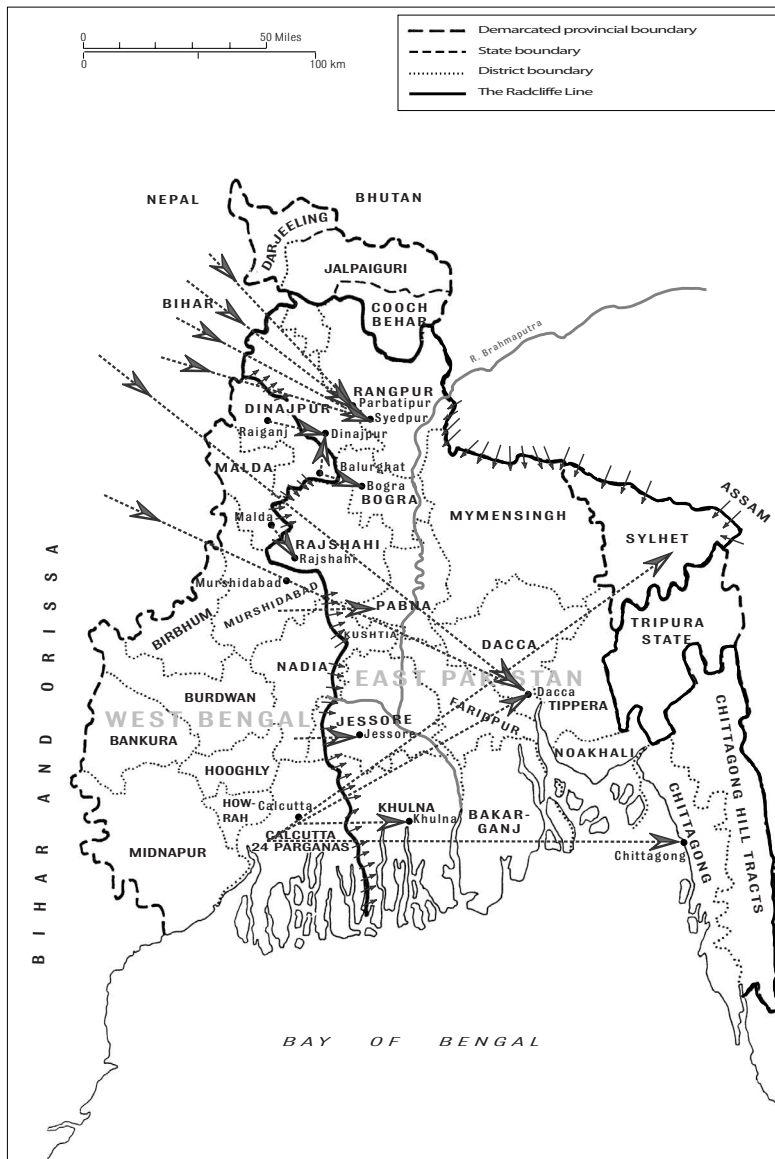 0
50 Miles
0
100 km
Demarcated provincial boundary
State boundary
District boundary
The Radcliffe Line
NEPAL
BHUTAN
DARJEELING
JALPAIGURI
BIHAR
COOCH
BEHAR
R. Brahmaputra
RANGPUR
Parbatipur
DINAJPUR
Syedpur
Raiganj
Dinajpur
MALDA
Balurghat
Bogra
BOGRA
ASSAM
Malda
MYMENSINGH
SYLHET
RAJSHAHI
Rajshahi
Murshidabad
MURSHIDABAD
PABNA
BIRBHUM
KUSHTIA
TRIPURA
STATE
DACCA
NADIA
EAST PAKISTAN
Dacca
BURDWAN
TIPPERA
WEST BENGAL
FARIDPUR
JESSORE
Jessore
BANKURA
NOAKHALI
HOOGHLY
HOW-
RAH
Calcutta
KHULNA
Khulna
BAKAR-
GANJ
CALCUTTA
24 PARGANAS
MIDNAPUR
Chittagong
CHITTAGONG
CHITTAGONG HILL TRACTS
BIHAR AND ORISSA
BAY OF BENGAL